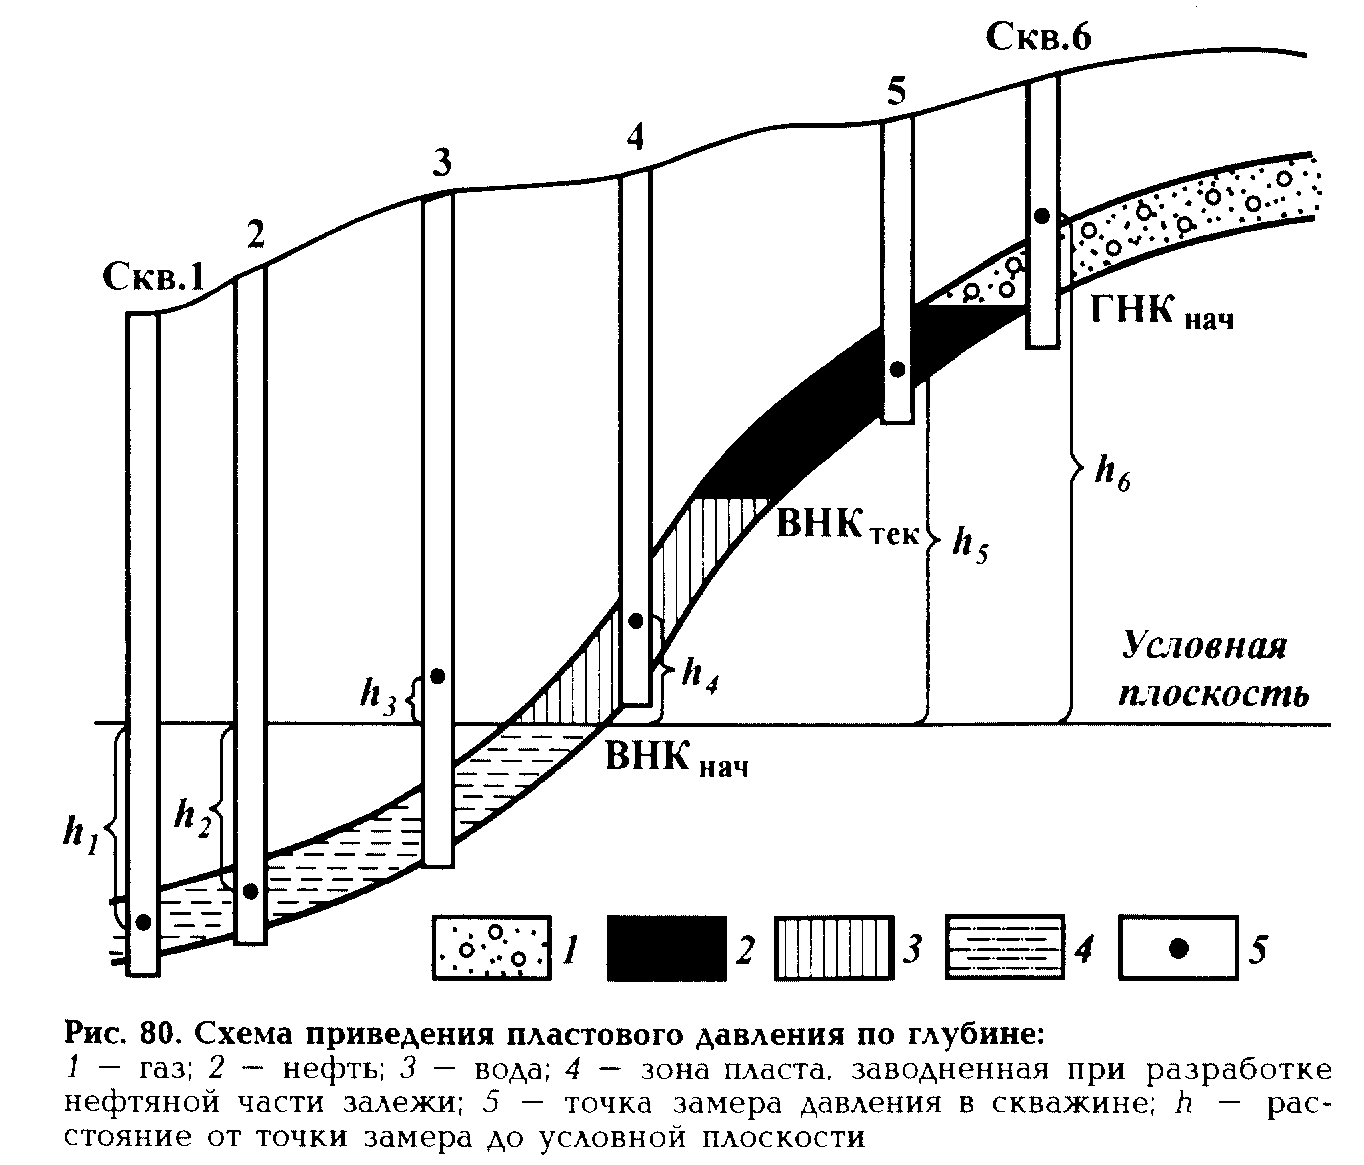 Скв.6
5
4
3
2
Скв.1
ГНК нач
h6
ВНК тек
h5
Условная
плоскость
h4
h3
ВНК нач
h2
h1
1 2 3 4 5
Рис. 80. Схема приведения пластового давления по глубине:
1 — газ; 2 — нефть; 3 — вода; 4 — зона пласта, заводненная при разработке
нефтяной части залежи; 5 — точка замера давления в скважине; h — рас-
стояние от точки замера до условной плоскости